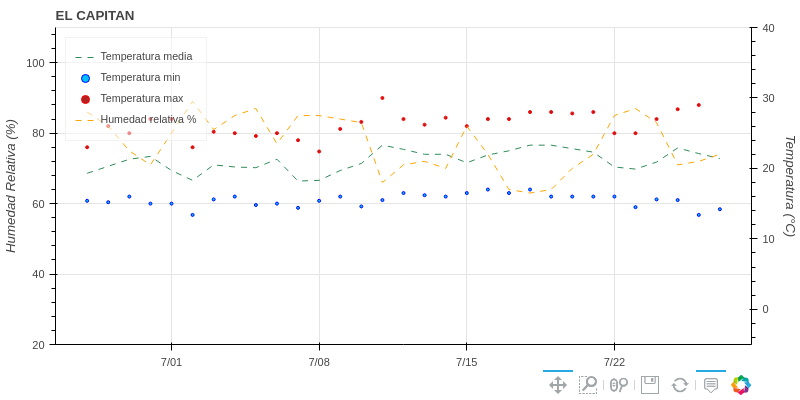 EL CAPITAN
Temperatura media
Temperatura min
Temperatura max
Humedad relativa %
Humedad Relativa (%)
100
80
60
40
20
Temperatura (°C)
40
30
20
10
0
7/01
7/08
7/15
7/22